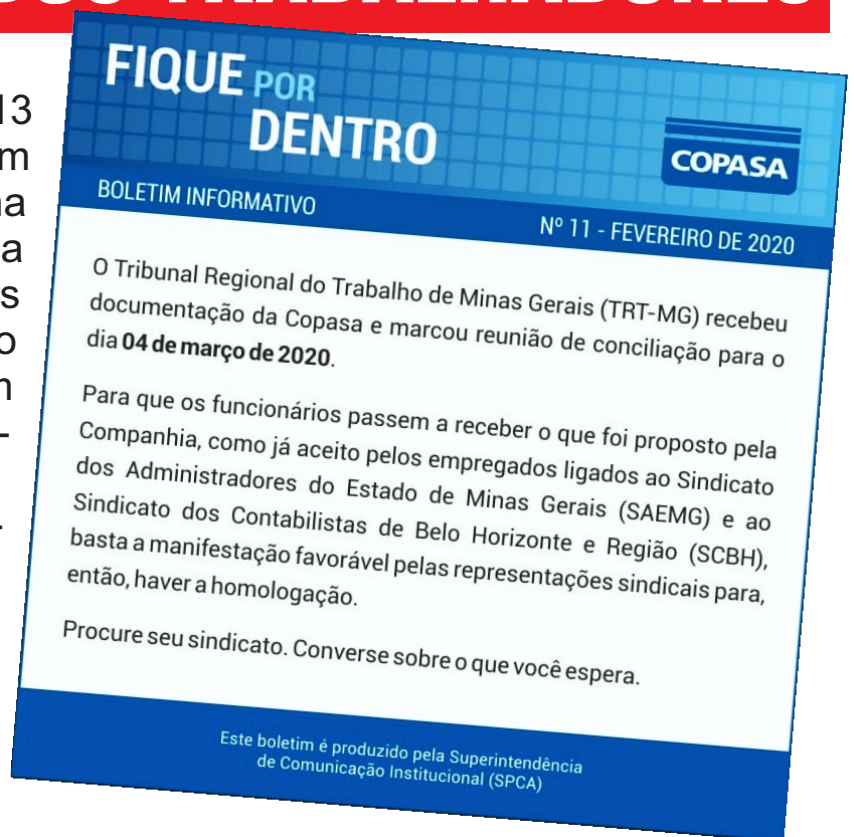 DOS TRABALHADORES
13
FIQUE POR
DENTRO
COPASA
BOLETIM INFORMATIVO
Nº 11 - FEVEREIRO DE 2020
O Tribunal Regional do Trabalho de Minas Gerais (TRT-MG) recebeu
documentação da Copasa e marcou reunião de conciliação para o
dia 04 de março de 2020.
Para que os funcionários passem a receber o que foi proposto pela
Companhia, como já aceito pelos empregados ligados ao Sindicato
dos Administradores do Estado de Minas Gerais (SAEMG) e ao
Sindicato dos Contabilistas de Belo Horizonte e Região (SCBH),
basta a manifestação favorável pelas representações sindicais para,
então, haver a homologação.
Procure seu sindicato. Converse sobre o que você espera.
Este boletim é produzido pela Superintendência
de Comunicação Institucional (SPCA)